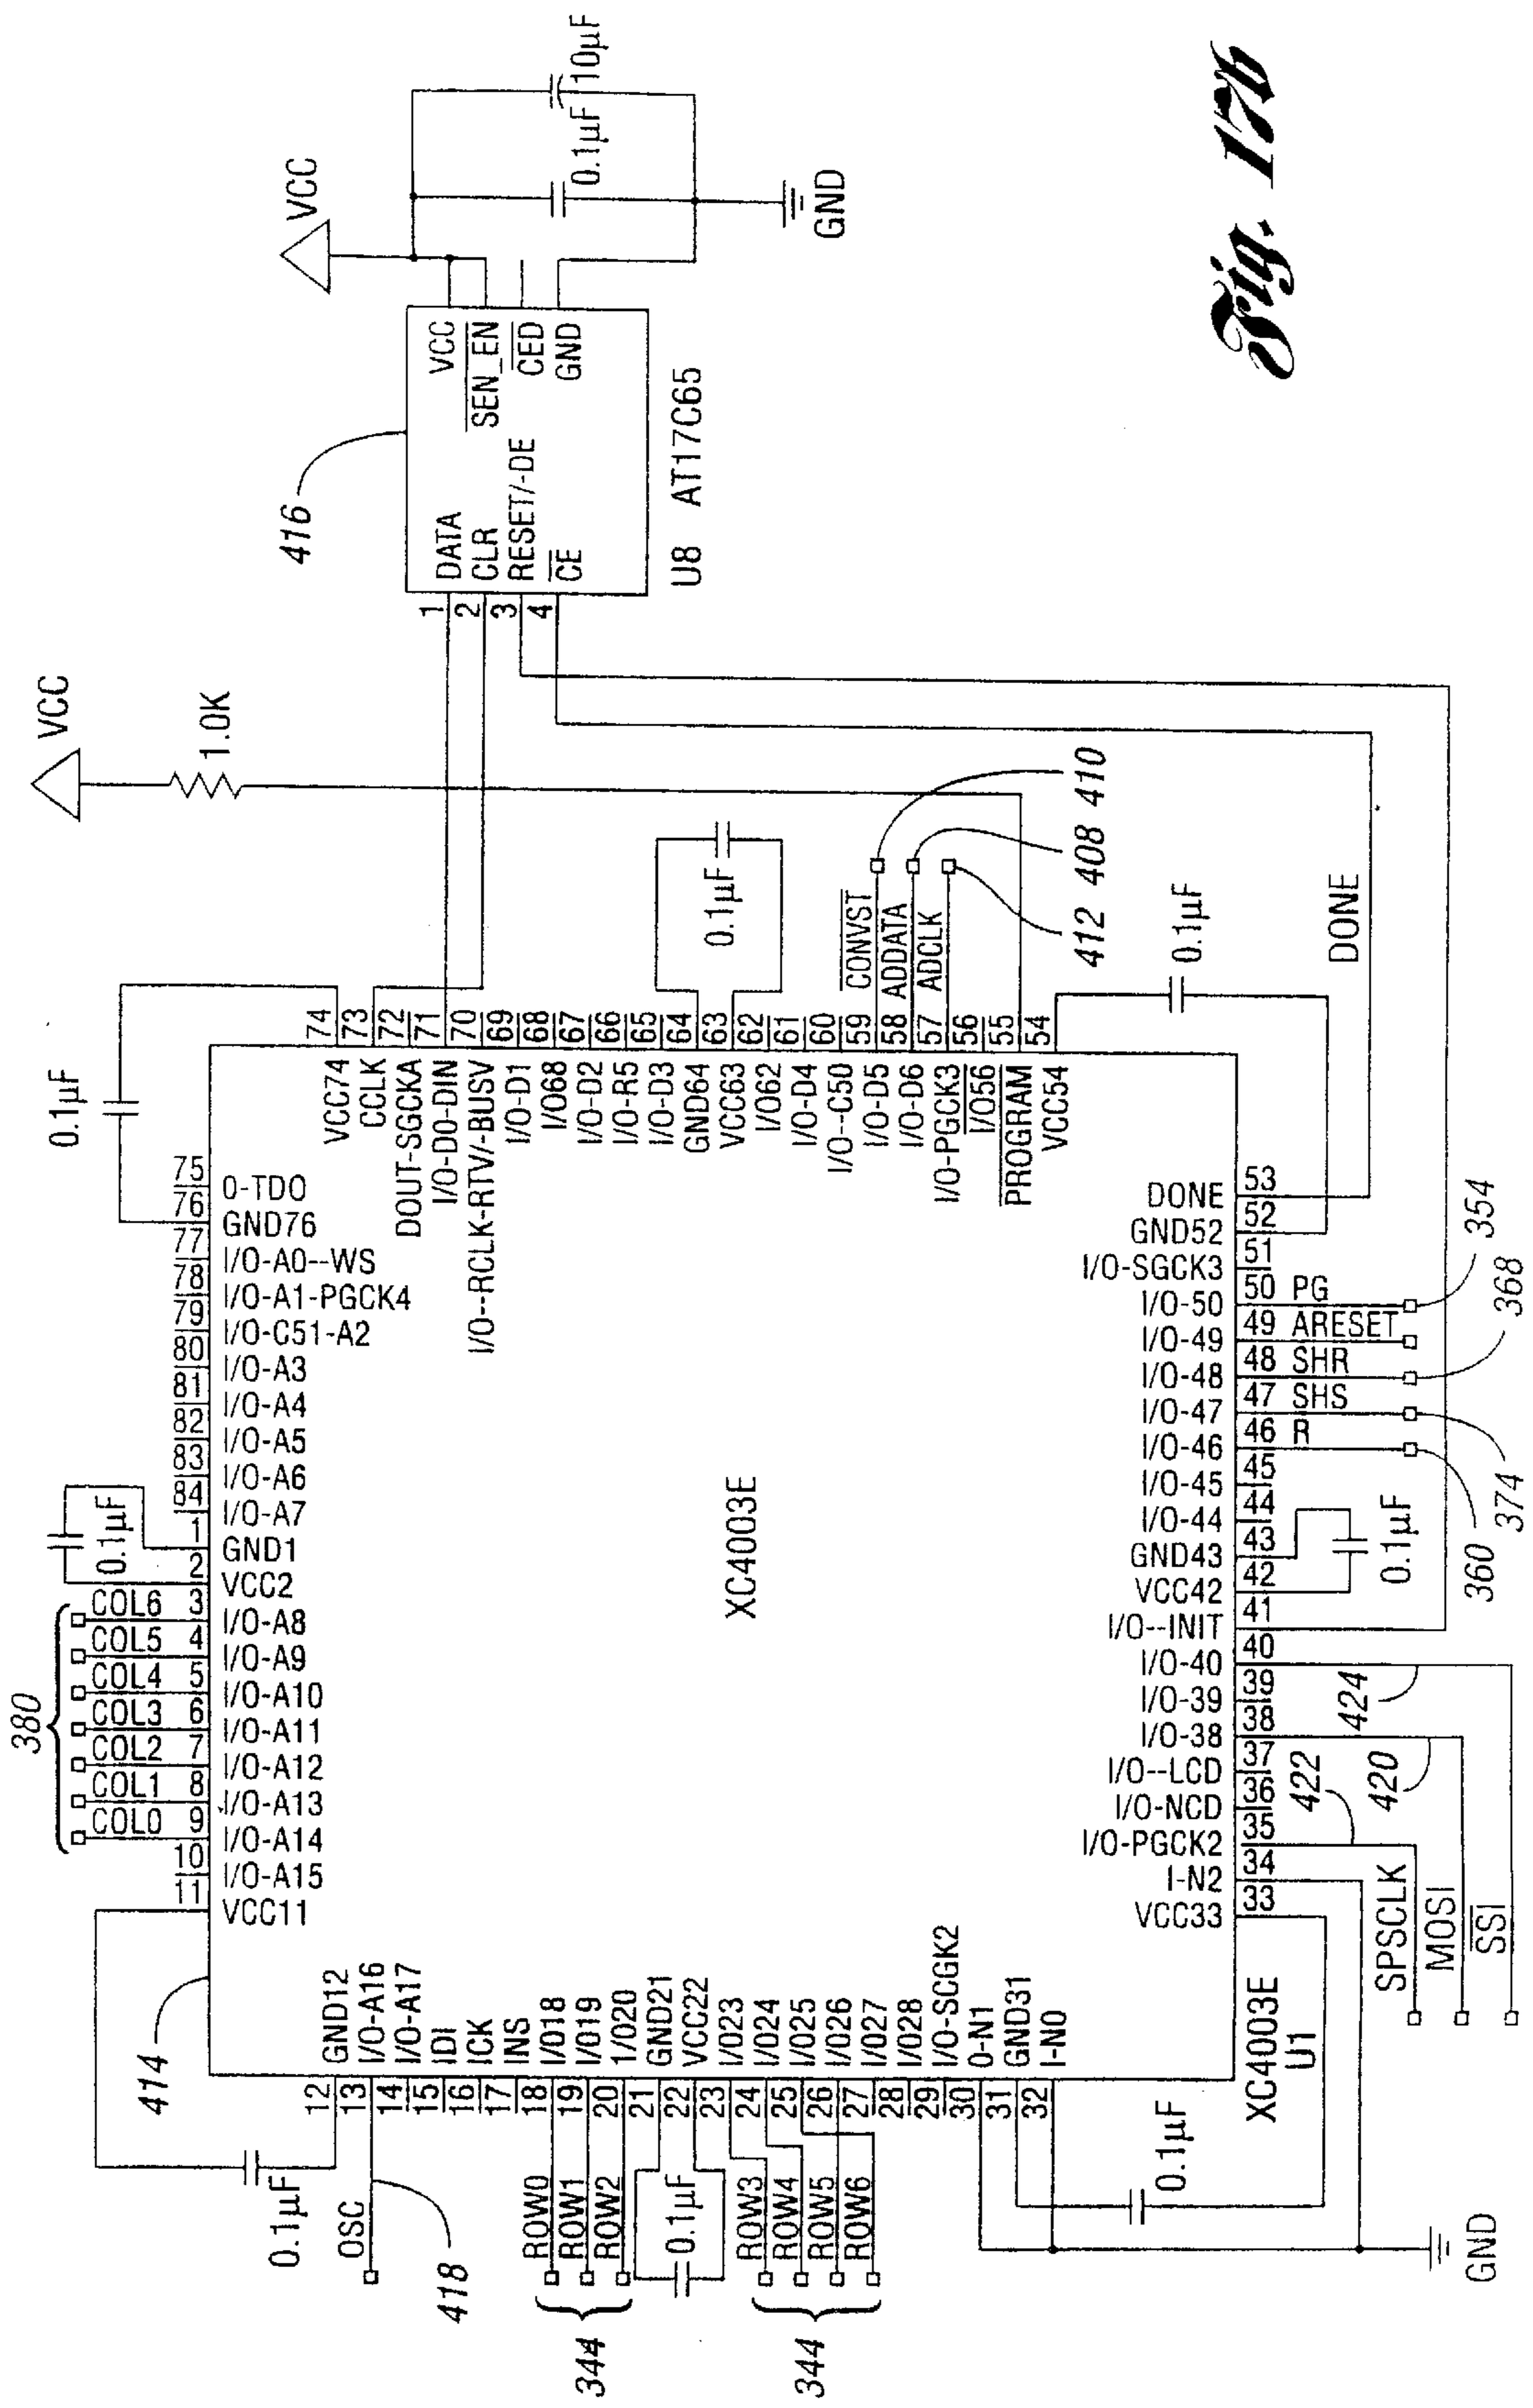 Fig. 17b
VCC
1.0K
416
VCC
0.1µF
10µF
GND
1
2
3
4
DATA
CLR
RESET/-DE
CE
VCC
SEN_EN
CED
GND
U8 AT17C65
0.1µF
74
73
72
71
70
69
68
67
66
65
64
63
62
61
60
59
58
57
56
55
54
VCC74
CCLK
DOUT-SGCKA
I/O-D0-DIN
I/O--RCLK-RTV/-BUSV
I/O-D1
I/O68
I/O-D2
I/O-R5
I/O-D3
GND64
VCC63
I/O62
I/O-D4
I/O--C50
I/O-D5
I/O-D6
I/O-PGCK3
I/O56
PROGRAM
VCC54
0.1µF
CONVST
ADDATA
ADCLK
410
408
412
0.1µF
DONE
75
76
77
78
79
80
81
82
83
84
1
2
3
4
5
6
7
8
9
10
11
0-TDO
GND76
I/O-A0--WS
I/O-A1-PGCK4
I/O-C51-A2
I/O-A3
I/O-A4
I/O-A5
I/O-A6
I/O-A7
GND1
VCC2
I/O-A8
I/O-A9
I/O-A10
I/O-A11
I/O-A12
I/O-A13
I/O-A14
I/O-A15
VCC11
0.1µF
COL6
COL5
COL4
COL3
COL2
COL1
COL0
380
XC4003E
DONE
GND52
I/O-SGCK3
I/O-50
I/O-49
I/O-48
I/O-47
I/O-46
I/O-45
I/O-44
GND43
VCC42
I/O--INIT
I/O-40
I/O-39
I/O-38
I/O--LCD
I/O-NCD
I/O-PGCK2
I-N2
VCC33
53
52
51
50
49
48
47
46
45
44
43
42
41
40
39
38
37
36
35
34
33
PG
ARESET
SHR
SHS
R
354
368
374
360
0.1µF
424
420
422
SPSCLK
MOSI
SSI
414
GND12
I/O-A16
I/O-A17
IDI
ICK
INS
I/O18
I/O19
I/O20
GND21
VCC22
I/O23
I/O24
I/O25
I/O26
I/O27
I/O28
I/O-SCGK2
0-N1
GND31
I-N0
12
13
14
15
16
17
18
19
20
21
22
23
24
25
26
27
28
29
30
31
32
XC4003E
U1
0.1µF
OSC
418
ROW0
ROW1
ROW2
344
0.1µF
ROW3
ROW4
ROW5
ROW6
344
0.1µF
GND